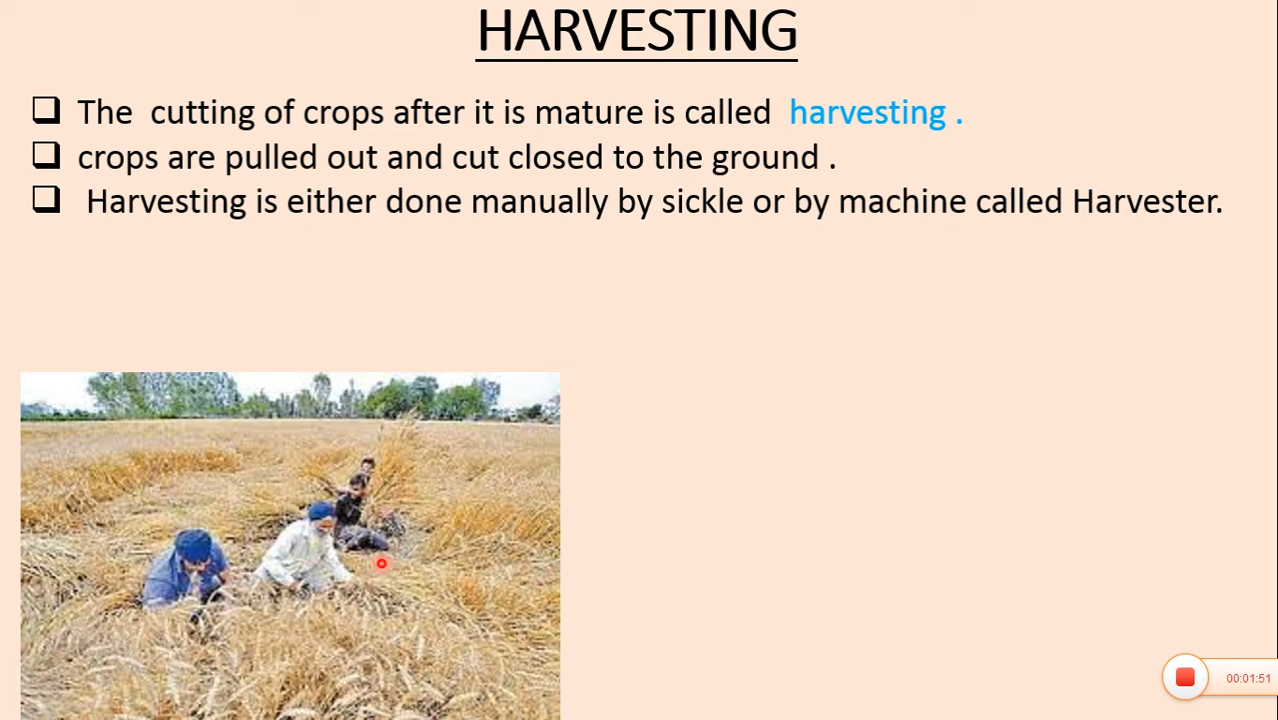 HARVESTING
The cutting of crops after it is mature is called harvesting .
crops are pulled out and cut closed to the ground .
Harvesting is either done manually by sickle or by machine called Harvester.
00:01:51